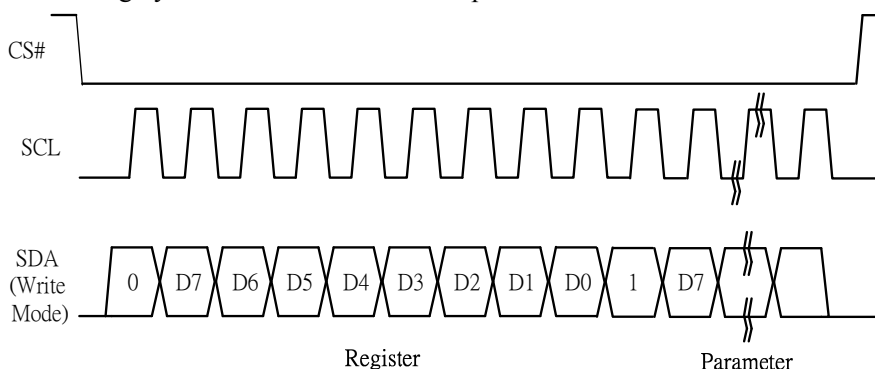 CS#
SCL
SDA
(Write
Mode)
0 D7 D6 D5 D4 D3 D2 D1 D0 1 D7
Register Parameter